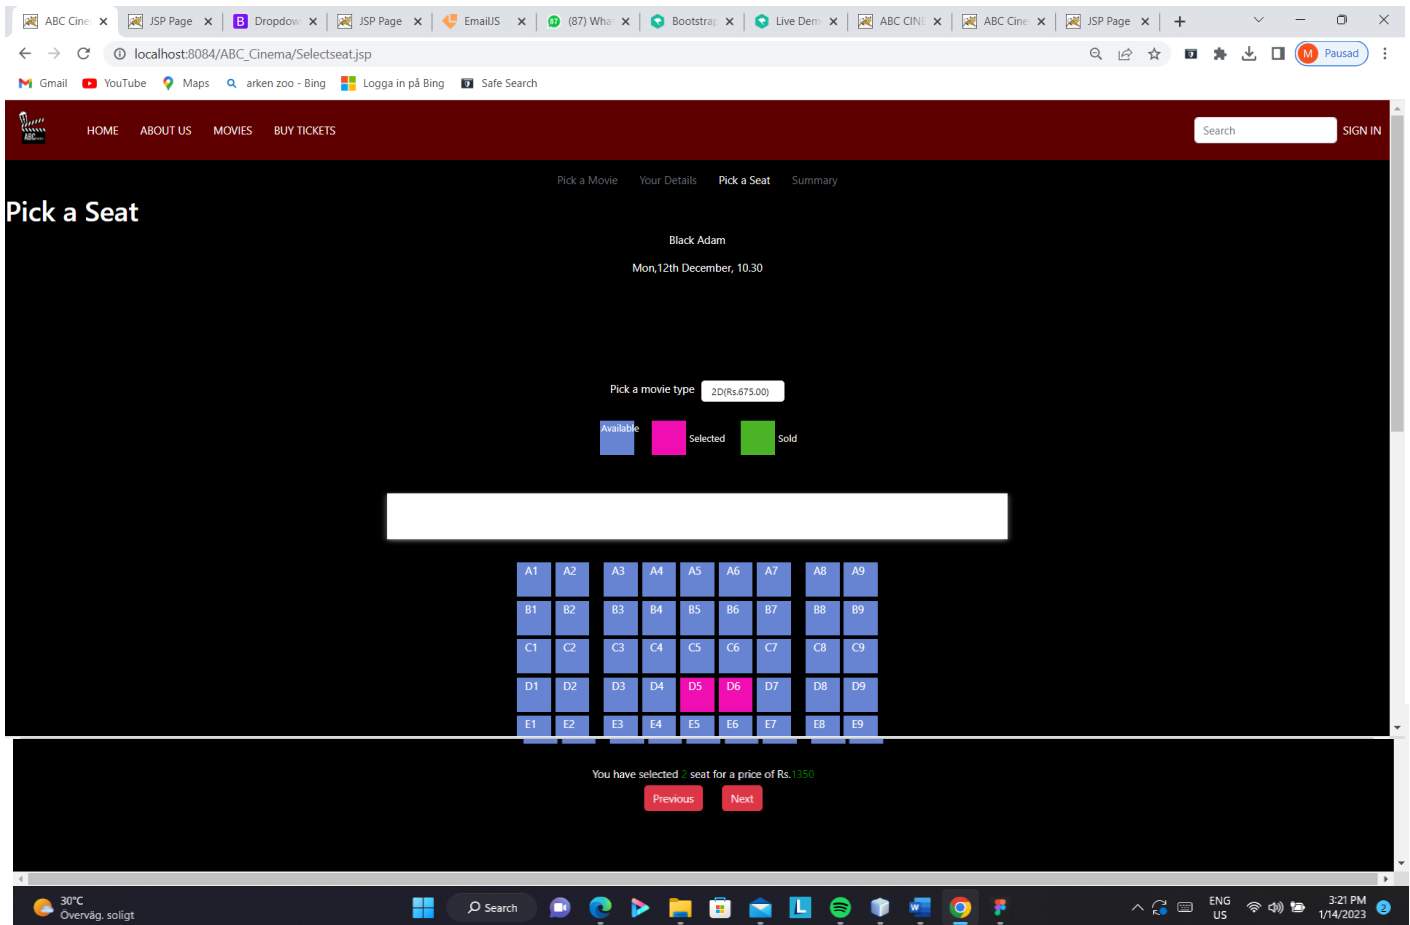 ABC Cine JSP Page Dropdow JSP Page EmailJS (87) Wha Bootstrap Live Dem ABC CINE ABC Cine JSP Page
localhost:8084/ABC_Cinema/Selectseat.jsp M Pausad
Gmail YouTube Maps arken zoo - Bing Logga in på Bing Safe Search
ABC HOME ABOUT US MOVIES BUY TICKETS Search SIGN IN
Pick a Movie Your Details Pick a Seat Summary
Pick a Seat
Black Adam
Mon,12th December, 10.30
Pick a movie type 2D(Rs.675.00)
Available Selected Sold
A1 A2 A3 A4 A5 A6 A7 A8 A9
B1 B2 B3 B4 B5 B6 B7 B8 B9
C1 C2 C3 C4 C5 C6 C7 C8 C9
D1 D2 D3 D4 D5 D6 D7 D8 D9
E1 E2 E3 E4 E5 E6 E7 E8 E9
You have selected 2 seat for a price of Rs.1350
Previous Next
30°C
Överväg. soligt
Search
ENG
US
3:21 PM
1/14/2023
2